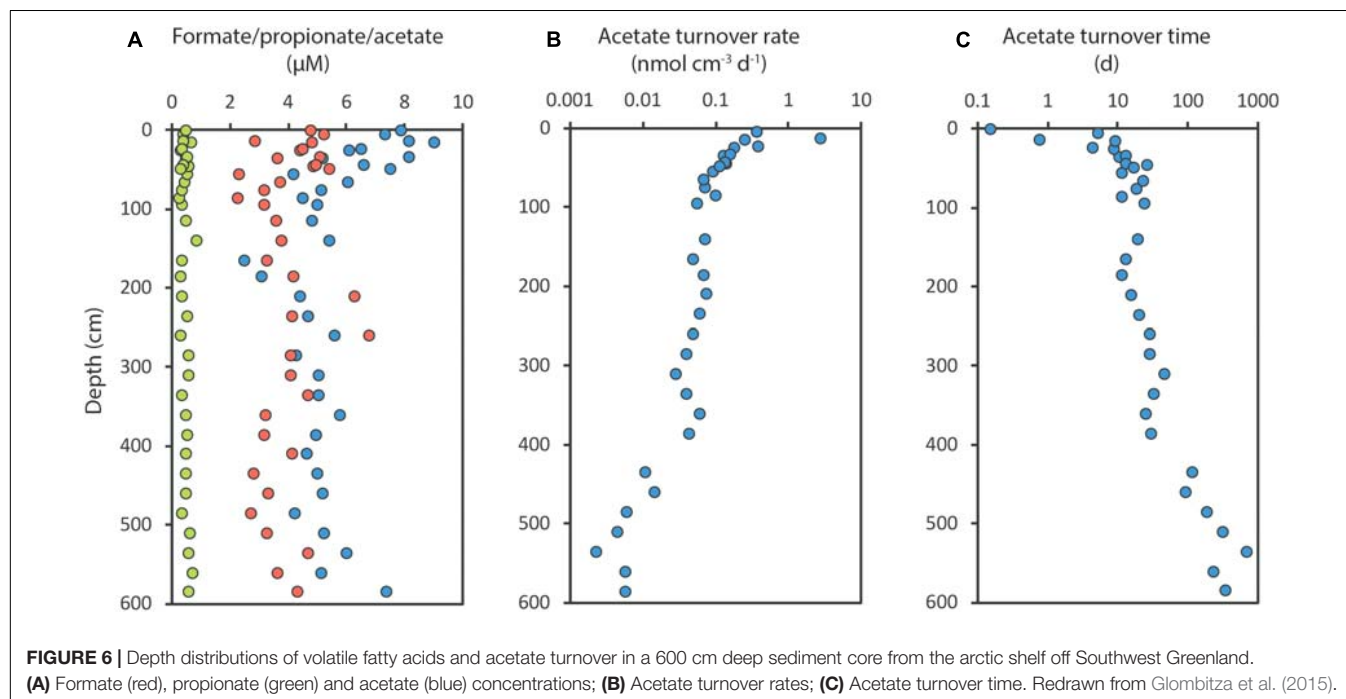 A Formate/propionate/acetate
(µM)
0 2 4 6 8 10
B Acetate turnover rate
(nmol cm⁻³ d⁻¹)
0.001 0.01 0.1 1 10
C Acetate turnover time
(d)
0.1 1 10 100 1000
Depth (cm)
0
100
200
300
400
500
600
0
100
200
300
400
500
600
0
100
200
300
400
500
600
FIGURE 6 | Depth distributions of volatile fatty acids and acetate turnover in a 600 cm deep sediment core from the arctic shelf off Southwest Greenland.
(A) Formate (red), propionate (green) and acetate (blue) concentrations; (B) Acetate turnover rates; (C) Acetate turnover time. Redrawn from Glombitza et al. (2015).